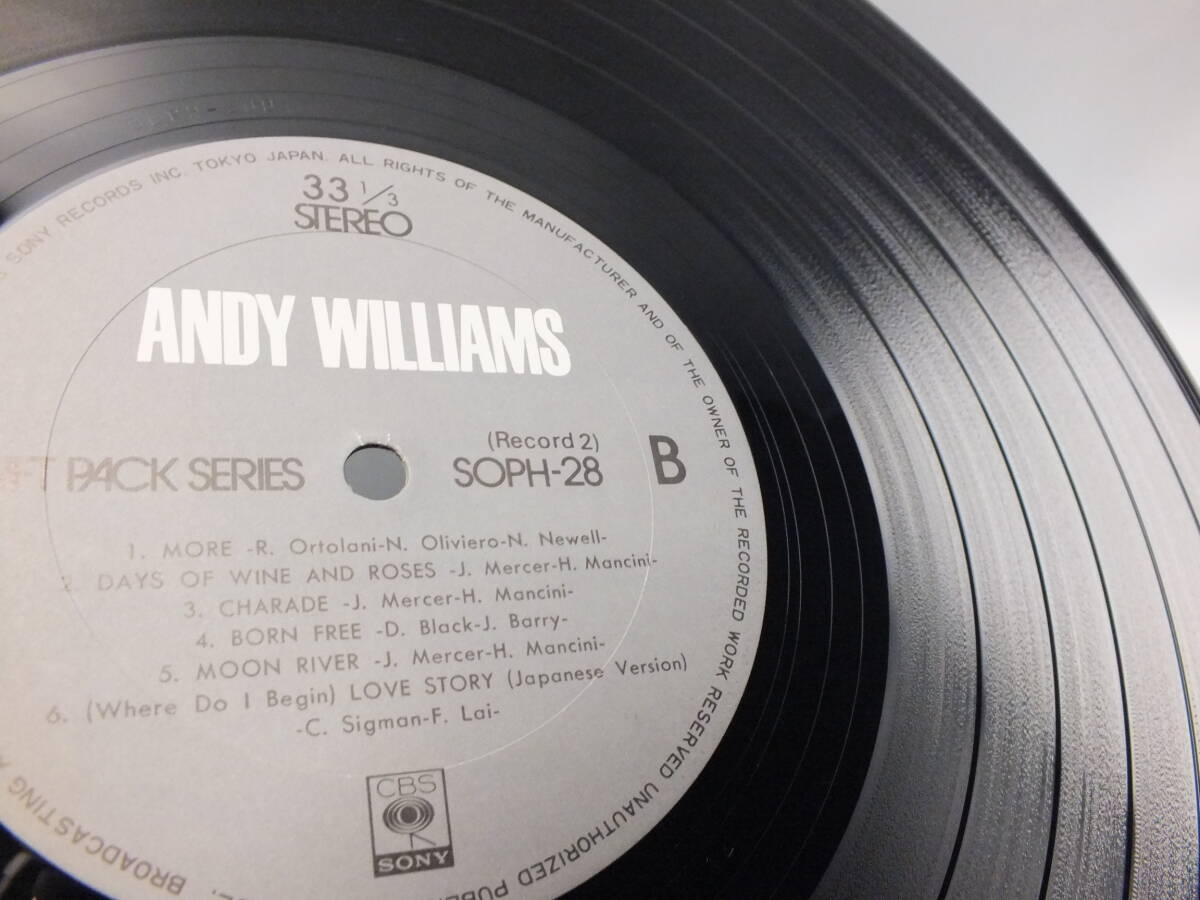 SONY RECORDS INC. TOKYO JAPAN. ALL RIGHTS OF THE MANUFACTURER AND OF THE OWNER OF THE RECORDED WORK RESERVED UNAUTHORIZED
BROADCASTING
33 1/3
STEREO
ANDY WILLIAMS
PACK SERIES
(Record 2)
SOPH-28
B
1. MORE -R. Ortolani-N. Oliviero-N. Newell-
2. DAYS OF WINE AND ROSES -J. Mercer-H. Mancini-
3. CHARADE -J. Mercer-H. Mancini-
4. BORN FREE -D. Black-J. Barry-
5. MOON RIVER -J. Mercer-H. Mancini-
6. (Where Do I Begin) LOVE STORY (Japanese Version)
-C. Sigman-F. Lai-
CBS
SONY